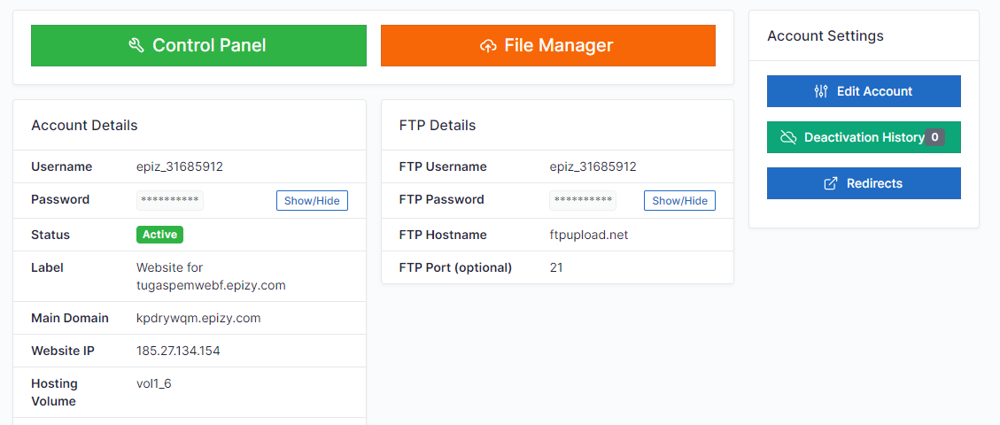 Control Panel
File Manager
Account Details
Username epiz_31685912
Password ********** Show/Hide
Status Active
Label Website for
tugaspemwebf.epizy.com
Main Domain kpdrywqm.epizy.com
Website IP 185.27.134.154
Hosting vol1_6
Volume
FTP Details
FTP Username epiz_31685912
FTP Password ********** Show/Hide
FTP Hostname ftpupload.net
FTP Port (optional) 21
Account Settings
Edit Account
Deactivation History 0
Redirects